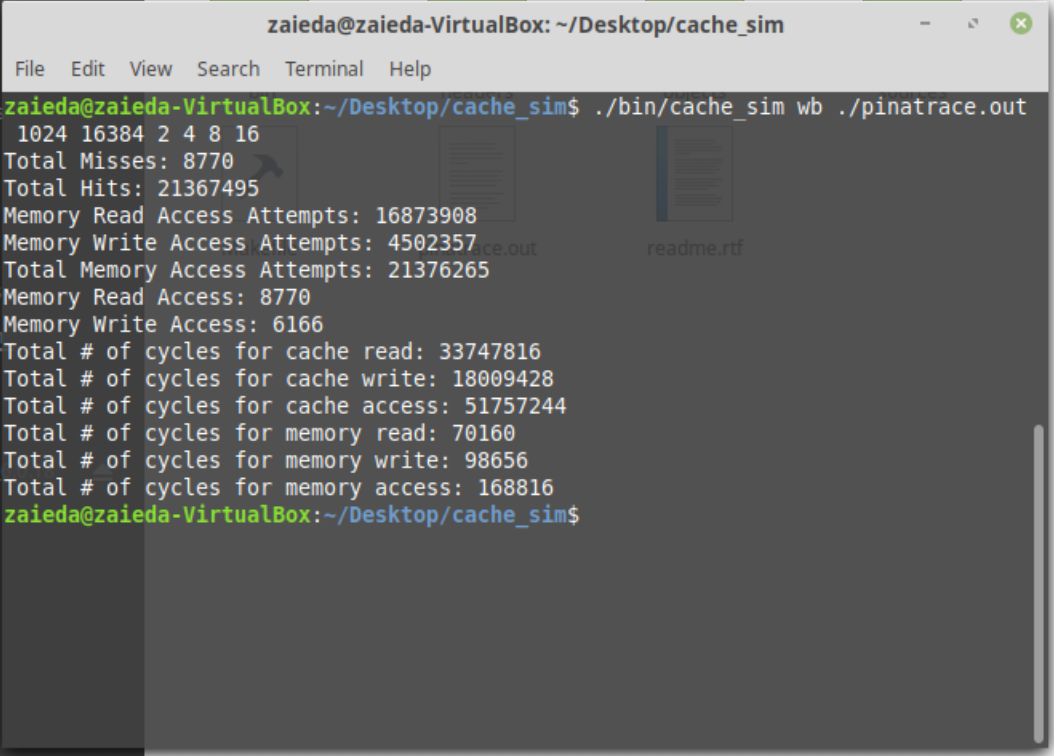 zaieda@zaieda-VirtualBox: ~/Desktop/cache_sim
File Edit View Search Terminal Help
zaieda@zaieda-VirtualBox:~/Desktop/cache_sim$ ./bin/cache_sim wb ./pinatrace.out
1024 16384 2 4 8 16
Total Misses: 8770
Total Hits: 21367495
Memory Read Access Attempts: 16873908
Memory Write Access Attempts: 4502357
Total Memory Access Attempts: 21376265
Memory Read Access: 8770
Memory Write Access: 6166
Total # of cycles for cache read: 33747816
Total # of cycles for cache write: 18009428
Total # of cycles for cache access: 51757244
Total # of cycles for memory read: 70160
Total # of cycles for memory write: 98656
Total # of cycles for memory access: 168816
zaieda@zaieda-VirtualBox:~/Desktop/cache_sim$
headers
pinatrace.out
readme.rtf